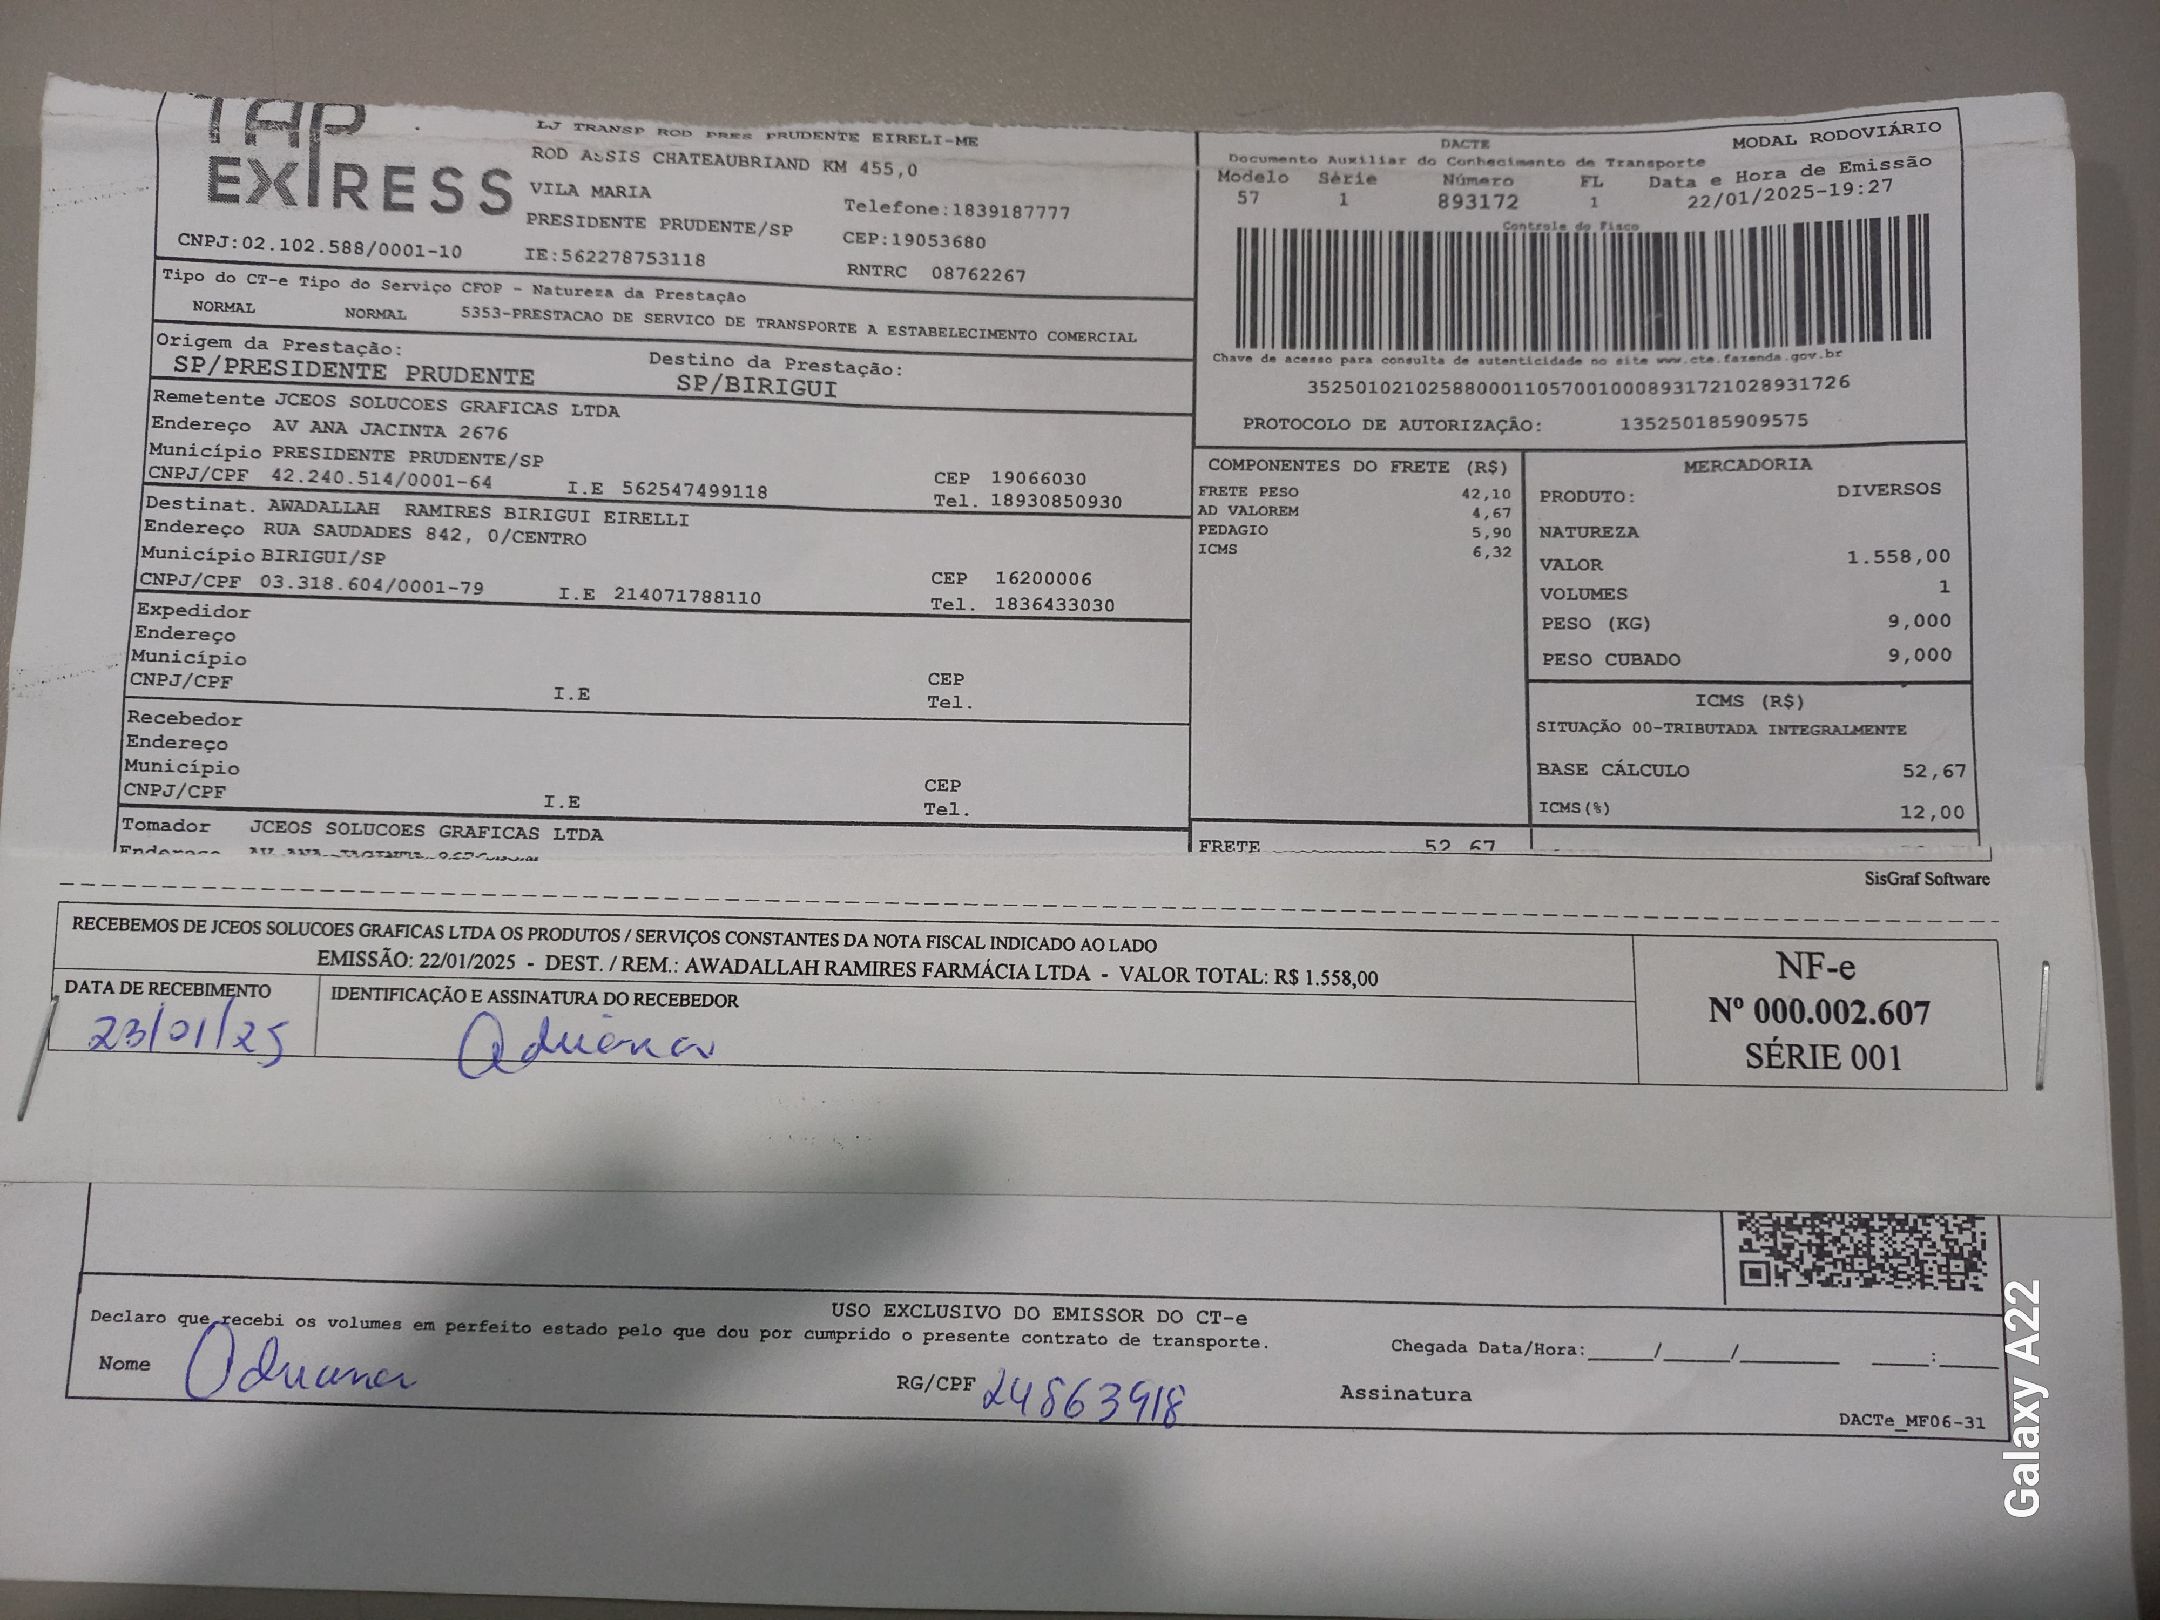 TAP
EXPRESS
LJ TRANSP ROD PRES PRUDENTE EIRELI-ME
ROD ASSIS CHATEAUBRIAND KM 455,0
VILA MARIA
PRESIDENTE PRUDENTE/SP
Telefone:1839187777
CEP:19053680
CNPJ:02.102.588/0001-10 IE:562278753118 RNTRC 08762267
Tipo do CT-e Tipo do Serviço CFOP - Natureza da Prestação
NORMAL NORMAL 5353-PRESTACAO DE SERVICO DE TRANSPORTE A ESTABELECIMENTO COMERCIAL
Origem da Prestação: Destino da Prestação:
SP/PRESIDENTE PRUDENTE SP/BIRIGUI
Remetente JCEOS SOLUCOES GRAFICAS LTDA
Endereço AV ANA JACINTA 2676
Município PRESIDENTE PRUDENTE/SP CEP 19066030
CNPJ/CPF 42.240.514/0001-64 I.E 562547499118 Tel. 18930850930
Destinat. AWADALLAH RAMIRES BIRIGUI EIRELLI
Endereço RUA SAUDADES 842, 0/CENTRO
Município BIRIGUI/SP CEP 16200006
CNPJ/CPF 03.318.604/0001-79 I.E 214071788110 Tel. 1836433030
Expedidor
Endereço
Município CEP
CNPJ/CPF I.E Tel.
Recebedor
Endereço
Município CEP
CNPJ/CPF I.E Tel.
Tomador JCEOS SOLUCOES GRAFICAS LTDA
Endereço AV ANA JACINTA
DACTE MODAL RODOVIÁRIO
Documento Auxiliar do Conhecimento de Transporte
Modelo Série Número FL Data e Hora de Emissão
57 1 893172 1 22/01/2025-19:27
Controle do Fisco
Chave de acesso para consulta de autenticidade no site www.cte.fazenda.gov.br
35250102102588000110570010008931721028931726
PROTOCOLO DE AUTORIZAÇÃO: 135250185909575
COMPONENTES DO FRETE (R$)
FRETE PESO 42,10
AD VALOREM 4,67
PEDAGIO 5,90
ICMS 6,32
FRETE 52,67
MERCADORIA
PRODUTO: DIVERSOS
NATUREZA
VALOR 1.558,00
VOLUMES 1
PESO (KG) 9,000
PESO CUBADO 9,000
ICMS (R$)
SITUAÇÃO 00-TRIBUTADA INTEGRALMENTE
BASE CÁLCULO 52,67
ICMS(%) 12,00
SisGraf Software
RECEBEMOS DE JCEOS SOLUCOES GRAFICAS LTDA OS PRODUTOS / SERVIÇOS CONSTANTES DA NOTA FISCAL INDICADO AO LADO
EMISSÃO: 22/01/2025 - DEST. / REM.: AWADALLAH RAMIRES FARMÁCIA LTDA - VALOR TOTAL: R$ 1.558,00
DATA DE RECEBIMENTO IDENTIFICAÇÃO E ASSINATURA DO RECEBEDOR
23/01/25 Adriana
NF-e
Nº 000.002.607
SÉRIE 001
USO EXCLUSIVO DO EMISSOR DO CT-e
Declaro que recebi os volumes em perfeito estado pelo que dou por cumprido o presente contrato de transporte.
Chegada Data/Hora:_____/_____/_______ ____:____
Nome Adriana RG/CPF 24863918 Assinatura
DACTe_MF06-31
Galaxy A22